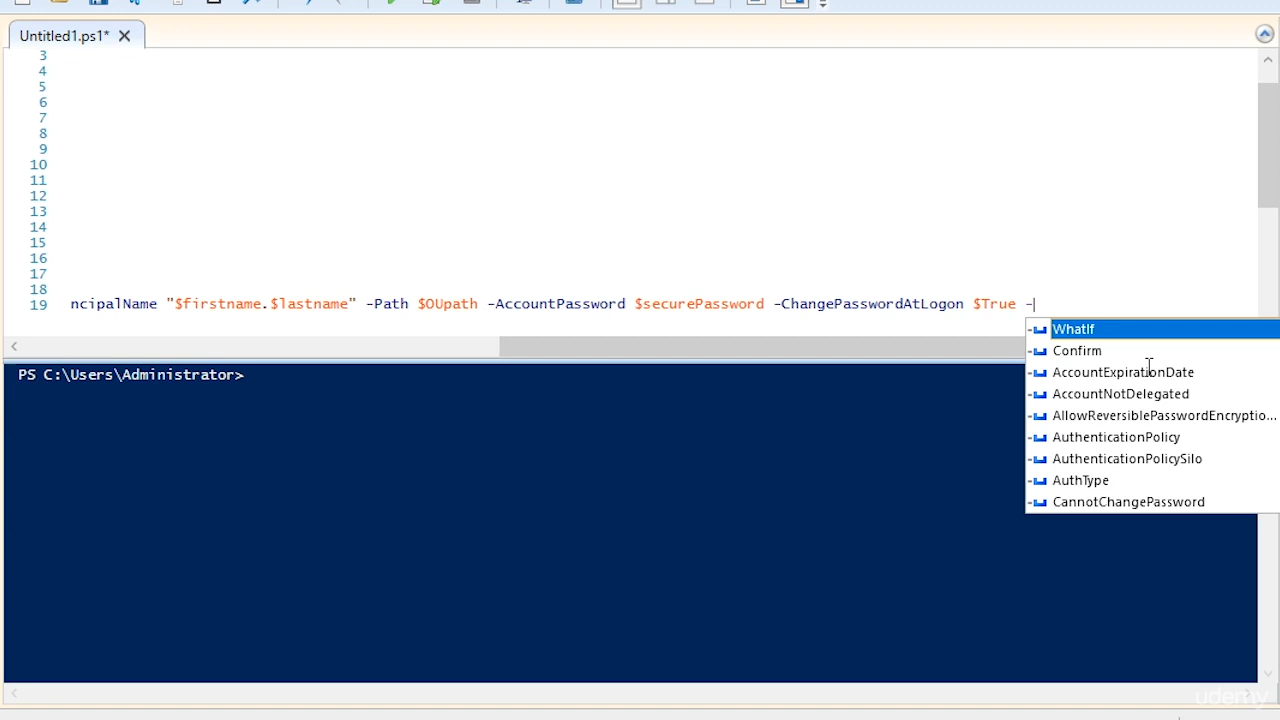 Untitled1.ps1*
3
4
5
6
7
8
9
10
11
12
13
14
15
16
17
18
19 ncipalName "$firstname.$lastname" -Path $OUpath -AccountPassword $securePassword -ChangePasswordAtLogon $True -
WhatIf
Confirm
AccountExpirationDate
AccountNotDelegated
AllowReversiblePasswordEncryptio...
AuthenticationPolicy
AuthenticationPolicySilo
AuthType
CannotChangePassword
PS C:\Users\Administrator>
udemy